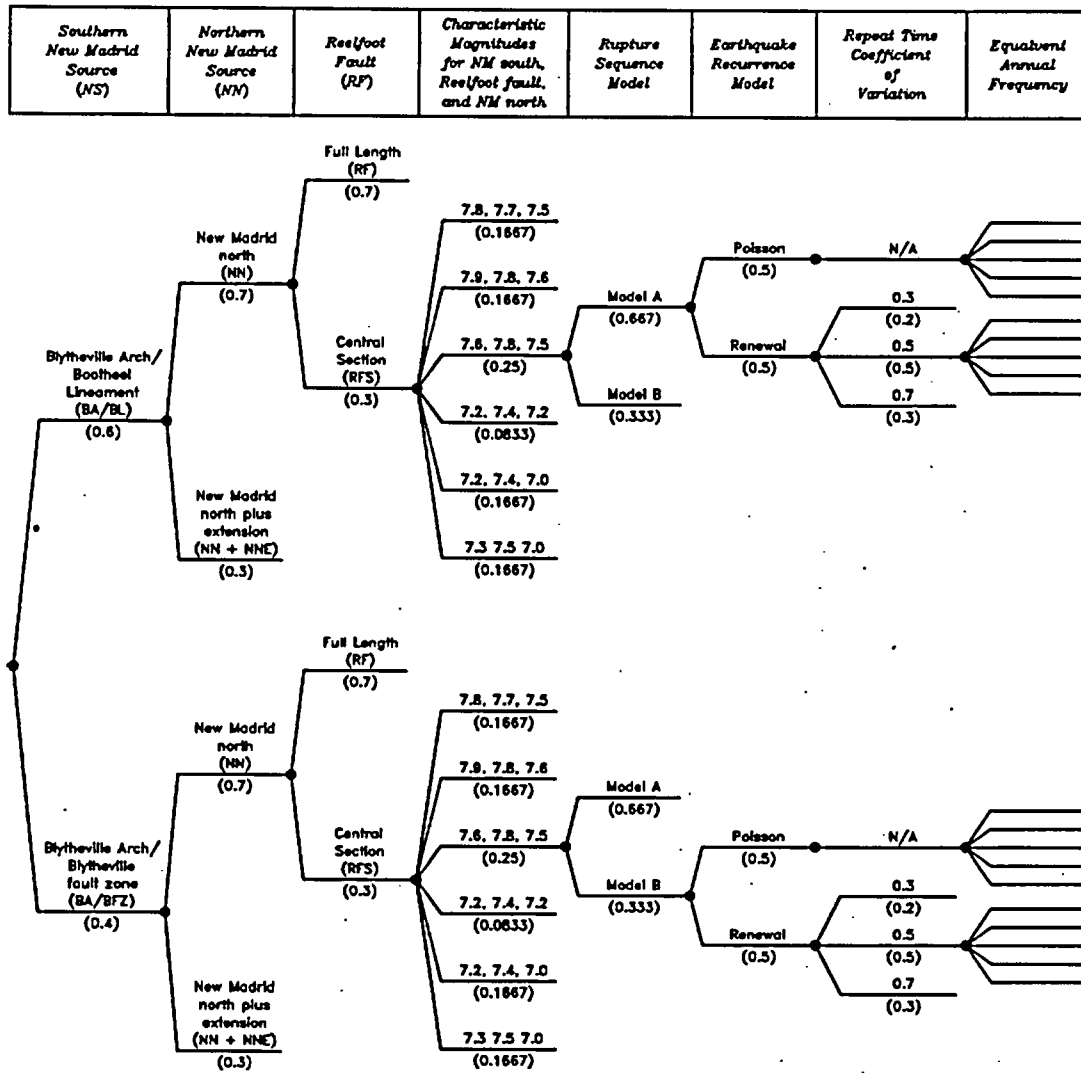 Southern
New Madrid
Source
(NS)
Northern
New Madrid
Source
(NN)
Reelfoot
Fault
(RF)
Characteristic
Magnitudes
for NM south,
Reelfoot fault,
and NM north
Rupture
Sequence
Model
Earthquake
Recurrence
Model
Repeat Time
Coefficient
of
Variation
Equalvent
Annual
Frequency
Full Length
(RF)
(0.7)
7.8, 7.7, 7.5
(0.1667)
New Madrid
north
(NN)
(0.7)
Poisson
(0.5)
N/A
7.9, 7.8, 7.6
(0.1667)
Model A
(0.667)
0.3
(0.2)
Blytheville Arch/
Bootheel
Lineament
(BA/BL)
(0.6)
Central
Section
(RFS)
(0.3)
7.6, 7.8, 7.5
(0.25)
Renewal
(0.5)
0.5
(0.5)
Model B
(0.333)
0.7
(0.3)
7.2, 7.4, 7.2
(0.0833)
7.2, 7.4, 7.0
(0.1667)
New Madrid
north plus
extension
(NN + NNE)
(0.3)
7.3 7.5 7.0
(0.1667)
Full Length
(RF)
(0.7)
7.8, 7.7, 7.5
(0.1667)
New Madrid
north
(NN)
(0.7)
7.9, 7.8, 7.6
(0.1667)
Model A
(0.667)
Blytheville Arch/
Blytheville
fault zone
(BA/BFZ)
(0.4)
Central
Section
(RFS)
(0.3)
7.6, 7.8, 7.5
(0.25)
Poisson
(0.5)
N/A
Model B
(0.333)
0.3
(0.2)
7.2, 7.4, 7.2
(0.0833)
Renewal
(0.5)
0.5
(0.5)
0.7
(0.3)
7.2, 7.4, 7.0
(0.1667)
New Madrid
north plus
extension
(NN + NNE)
(0.3)
7.3 7.5 7.0
(0.1667)